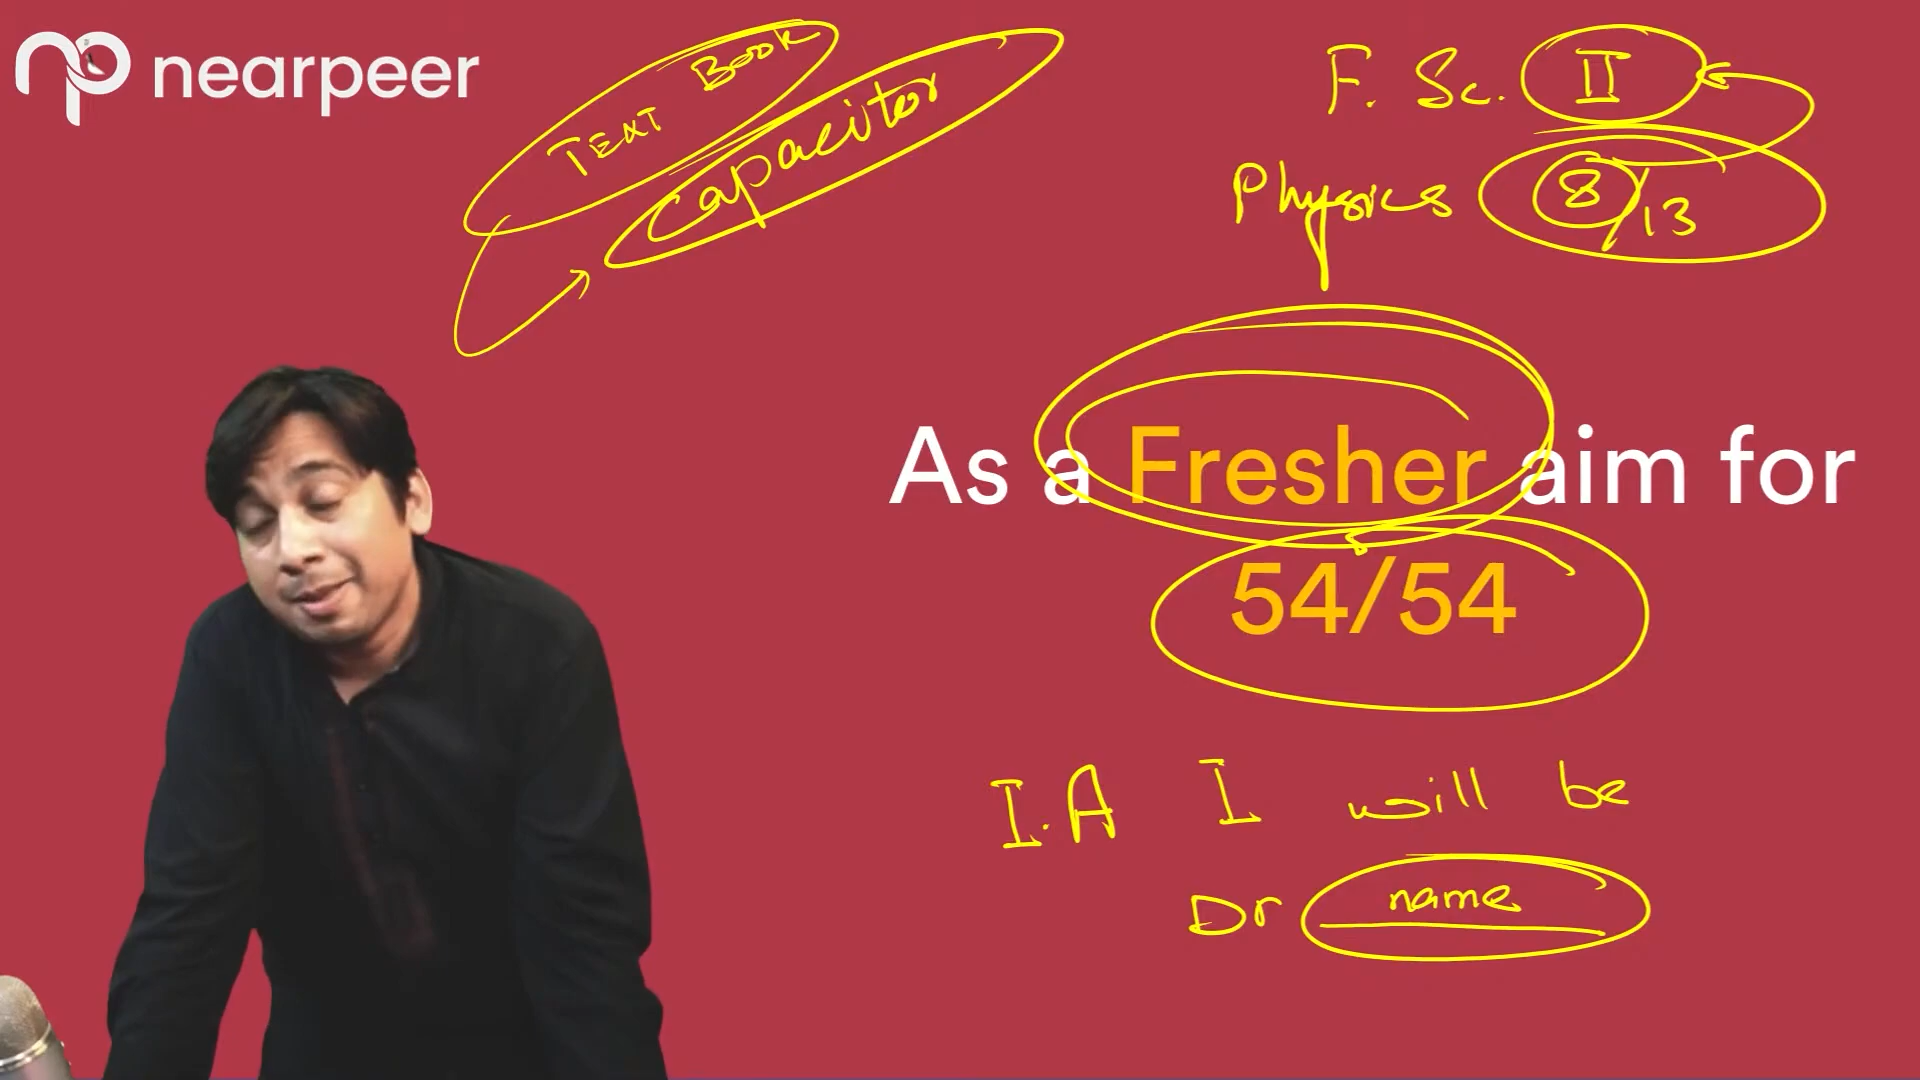 nearpeer
TEXT BOOK
capacitor
F. Sc. II
Physics 8/13
As a Fresher aim for
54/54
I.A I will be
Dr name